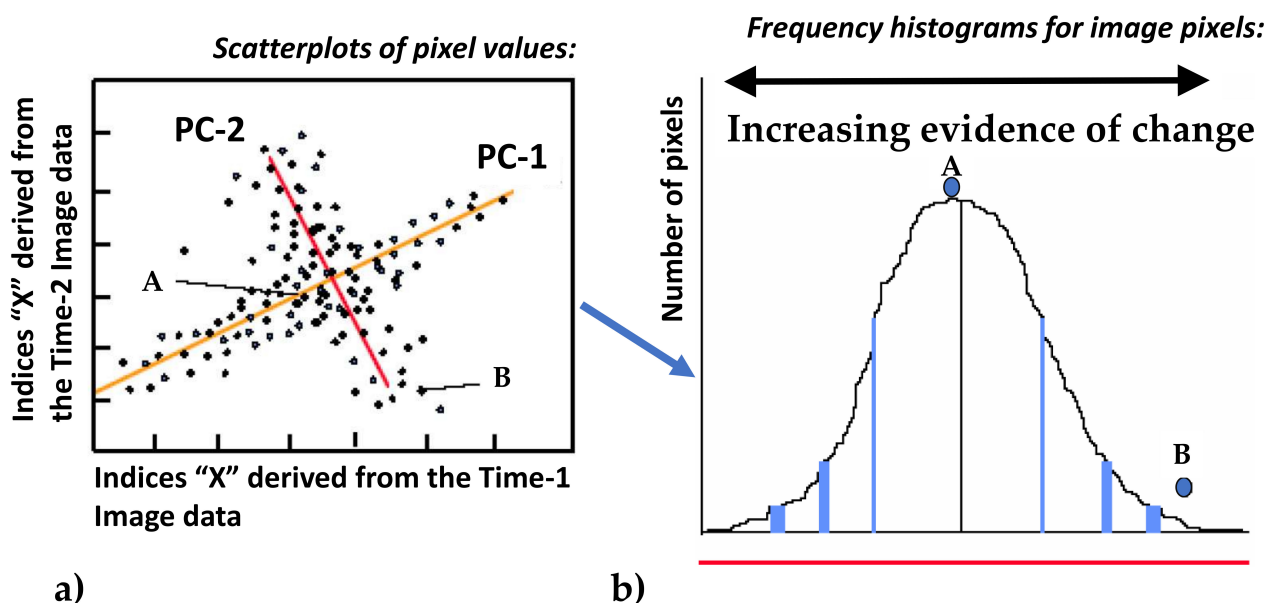 Scatterplots of pixel values:
Indices “X” derived from
the Time-2 Image data
PC-2
PC-1
A
B
Indices “X” derived from the Time-1
Image data
a)
Frequency histograms for image pixels:
Number of pixels
Increasing evidence of change
A
B
b)